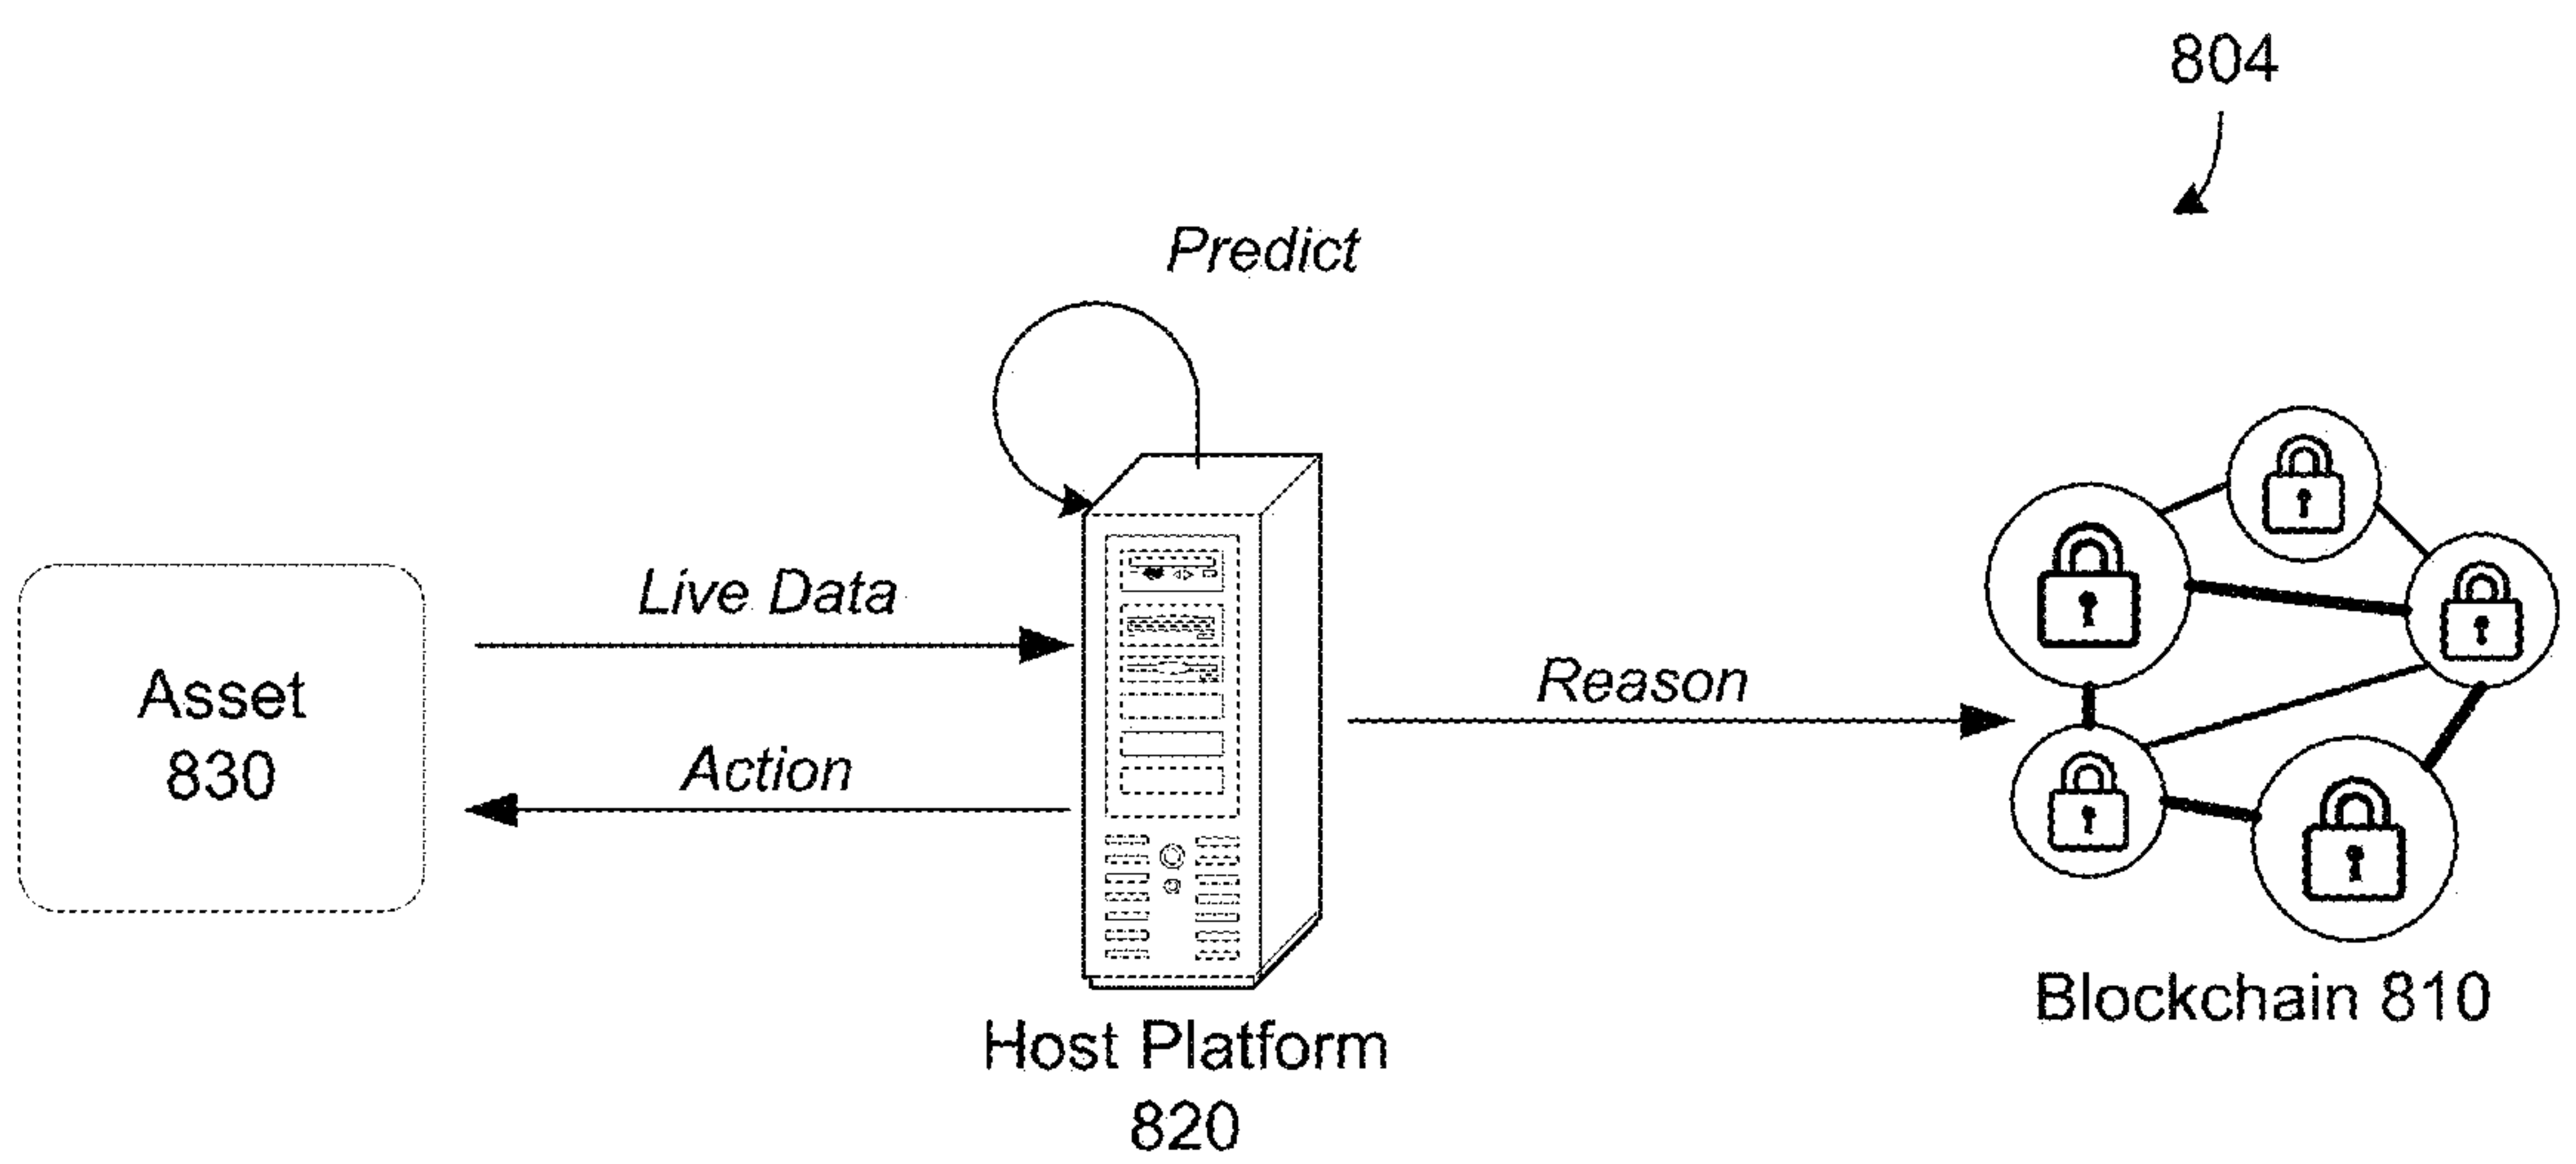 804
Predict
Live Data
Asset
830
Action
Reason
Blockchain 810
Host Platform
820